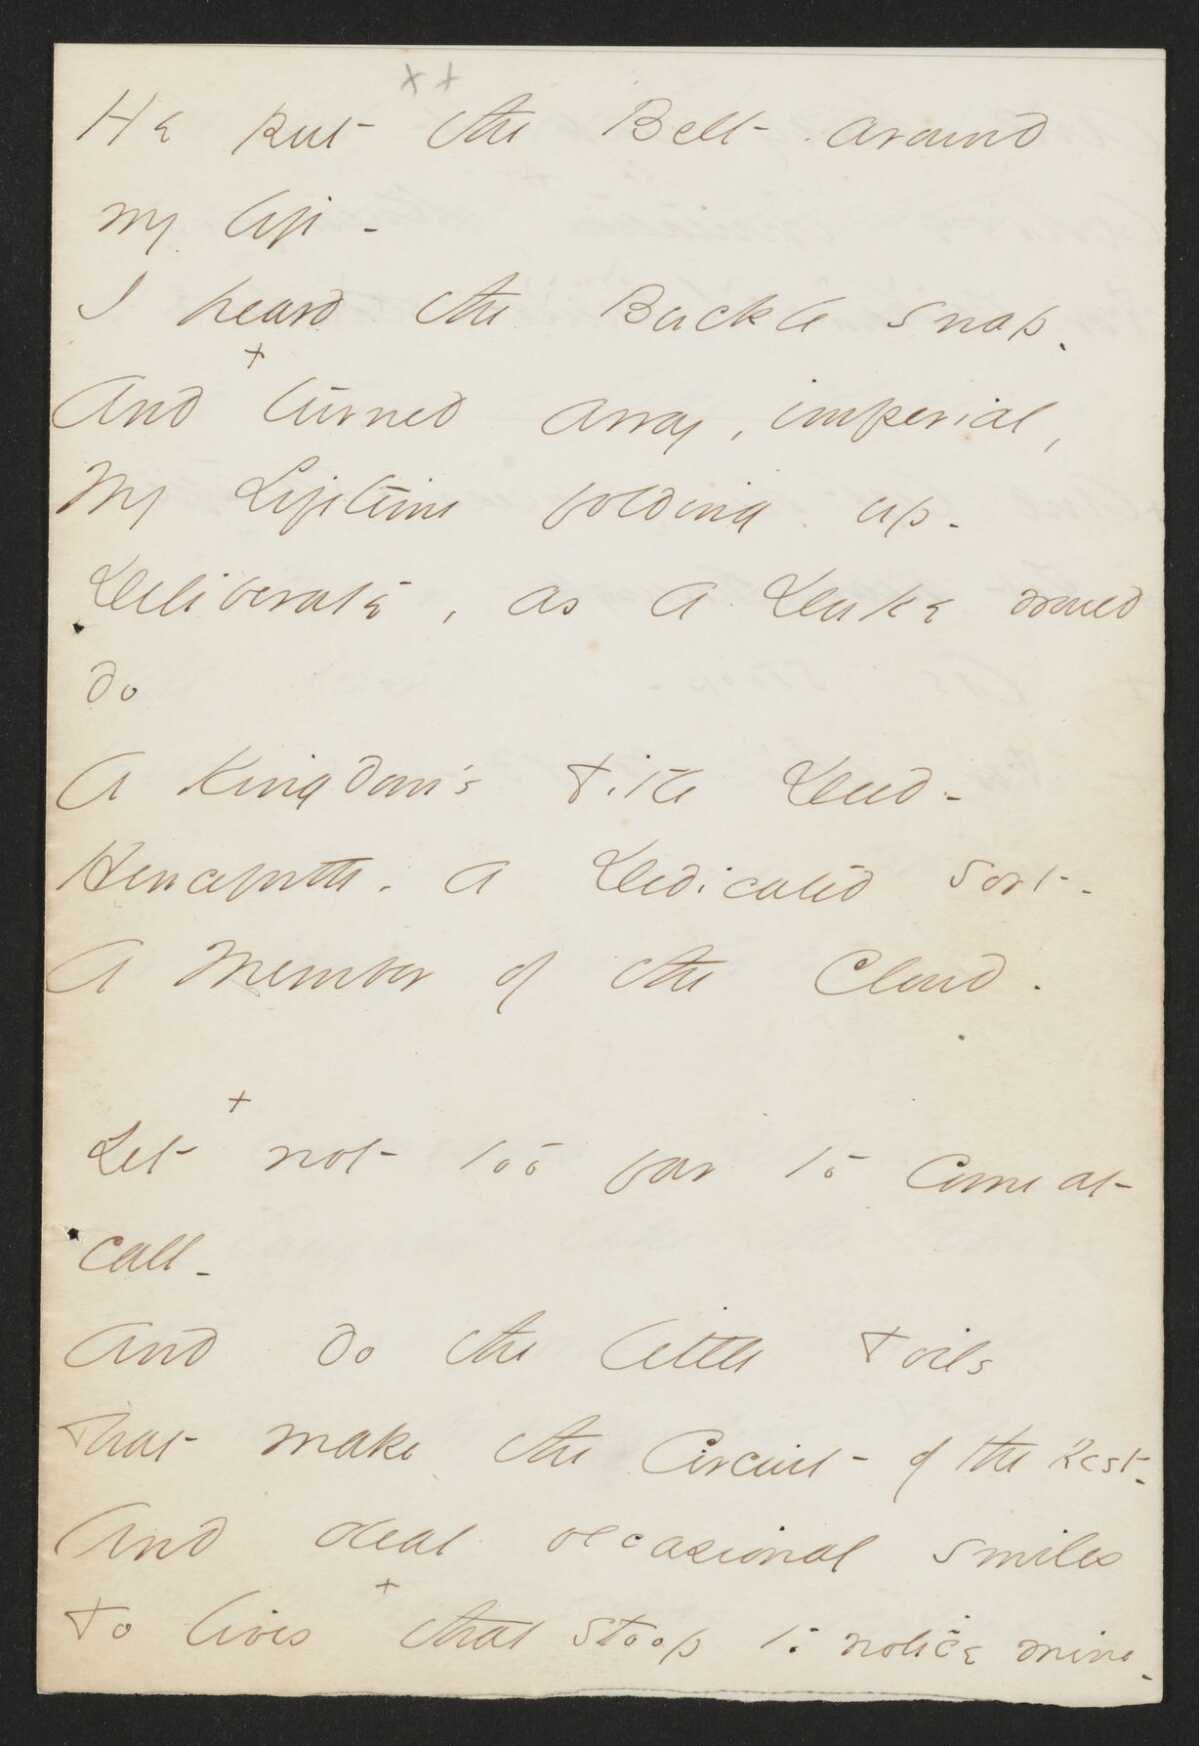 x +
He put the Belt around
my life -
I heard the Buckle snap -
+
And turned away, imperial,
My Lifetime folding up -
Deliberate, as a Duke would
do
A Kingdom's Title Deed -
Henceforth - a Dedicated sort -
A Member of the Cloud -
+
Yet not too far to come at
call -
And do the little Toils
That make the Circuit of the Rest -
And deal occasional smiles
+
To lives that stoop to notice mine -